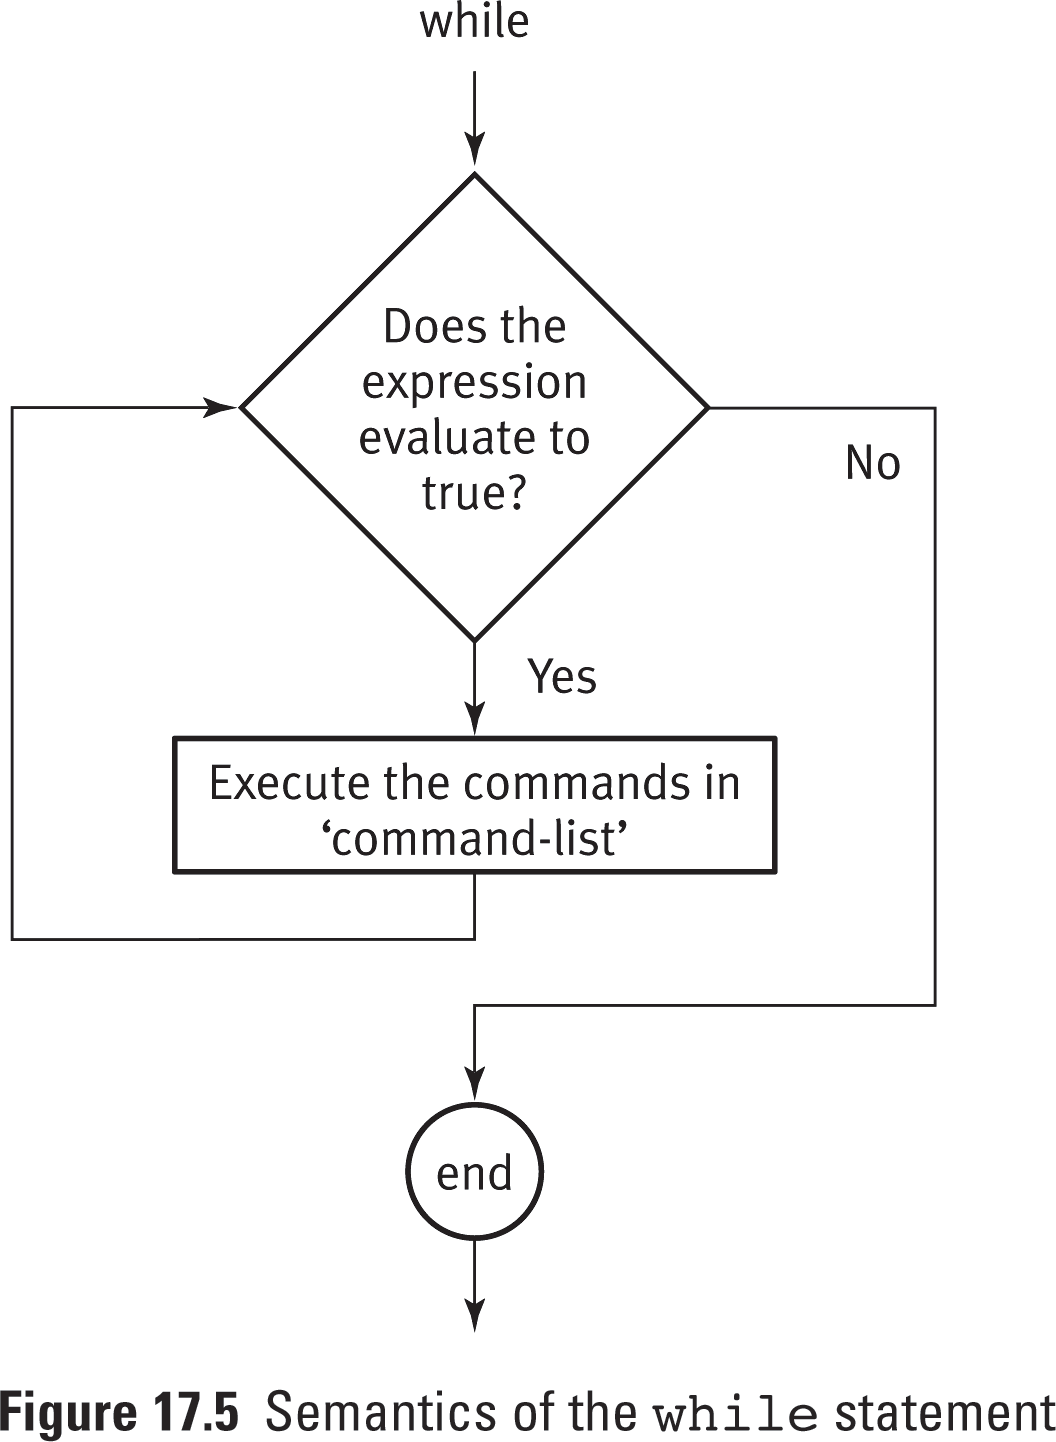 while
Does the
expression
evaluate to
true?
No
Yes
Execute the commands in
‘command-list’
end
Figure 17.5 Semantics of the while statement